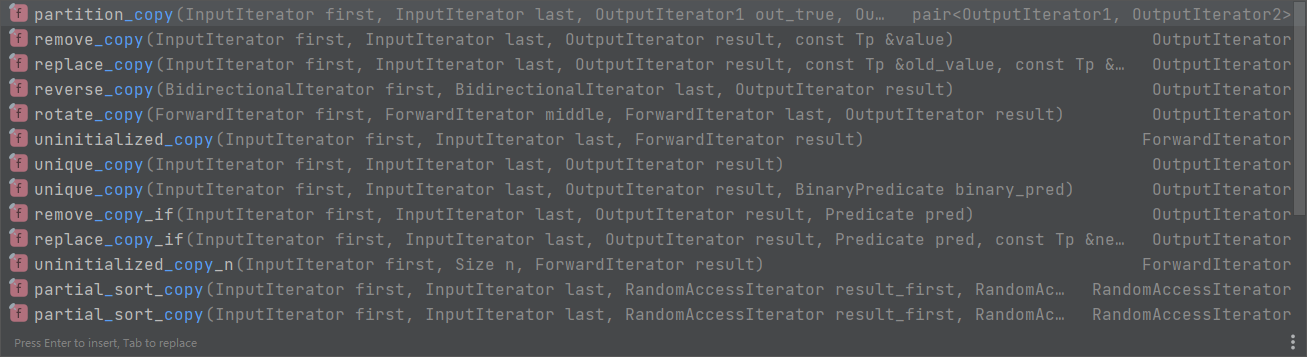 f partition_copy(InputIterator first, InputIterator last, OutputIterator1 out_true, Ou… pair<OutputIterator1, OutputIterator2>
f remove_copy(InputIterator first, InputIterator last, OutputIterator result, const Tp &value) OutputIterator
f replace_copy(InputIterator first, InputIterator last, OutputIterator result, const Tp &old_value, const Tp &… OutputIterator
f reverse_copy(BidirectionalIterator first, BidirectionalIterator last, OutputIterator result) OutputIterator
f rotate_copy(ForwardIterator first, ForwardIterator middle, ForwardIterator last, OutputIterator result) OutputIterator
f uninitialized_copy(InputIterator first, InputIterator last, ForwardIterator result) ForwardIterator
f unique_copy(InputIterator first, InputIterator last, OutputIterator result) OutputIterator
f unique_copy(InputIterator first, InputIterator last, OutputIterator result, BinaryPredicate binary_pred) OutputIterator
f remove_copy_if(InputIterator first, InputIterator last, OutputIterator result, Predicate pred) OutputIterator
f replace_copy_if(InputIterator first, InputIterator last, OutputIterator result, Predicate pred, const Tp &ne… OutputIterator
f uninitialized_copy_n(InputIterator first, Size n, ForwardIterator result) ForwardIterator
f partial_sort_copy(InputIterator first, InputIterator last, RandomAccessIterator result_first, RandomAc… RandomAccessIterator
f partial_sort_copy(InputIterator first, InputIterator last, RandomAccessIterator result_first, RandomAc… RandomAccessIterator
Press Enter to insert, Tab to replace